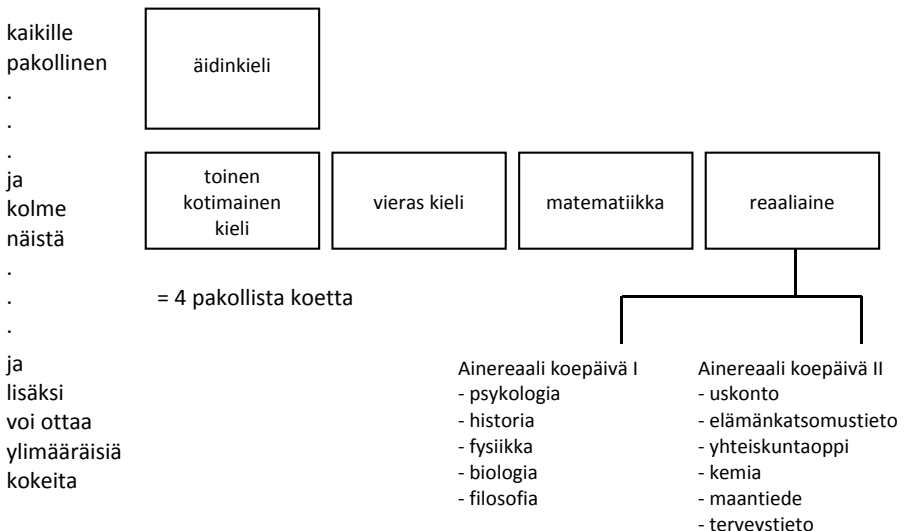 kaikille
pakollinen
.
.
.
ja
kolme
näistä
.
.
.
ja
lisäksi
voi ottaa
ylimääräisiä
kokeita
äidinkieli
toinen
kotimainen
kieli
vieras kieli
matematiikka
reaaliaine
= 4 pakollista koetta
Ainereaali koepäivä I
- psykologia
- historia
- fysiikka
- biologia
- filosofia
Ainereaali koepäivä II
- uskonto
- elämänkatsomustieto
- yhteiskuntaoppi
- kemia
- maantiede
- terveystieto